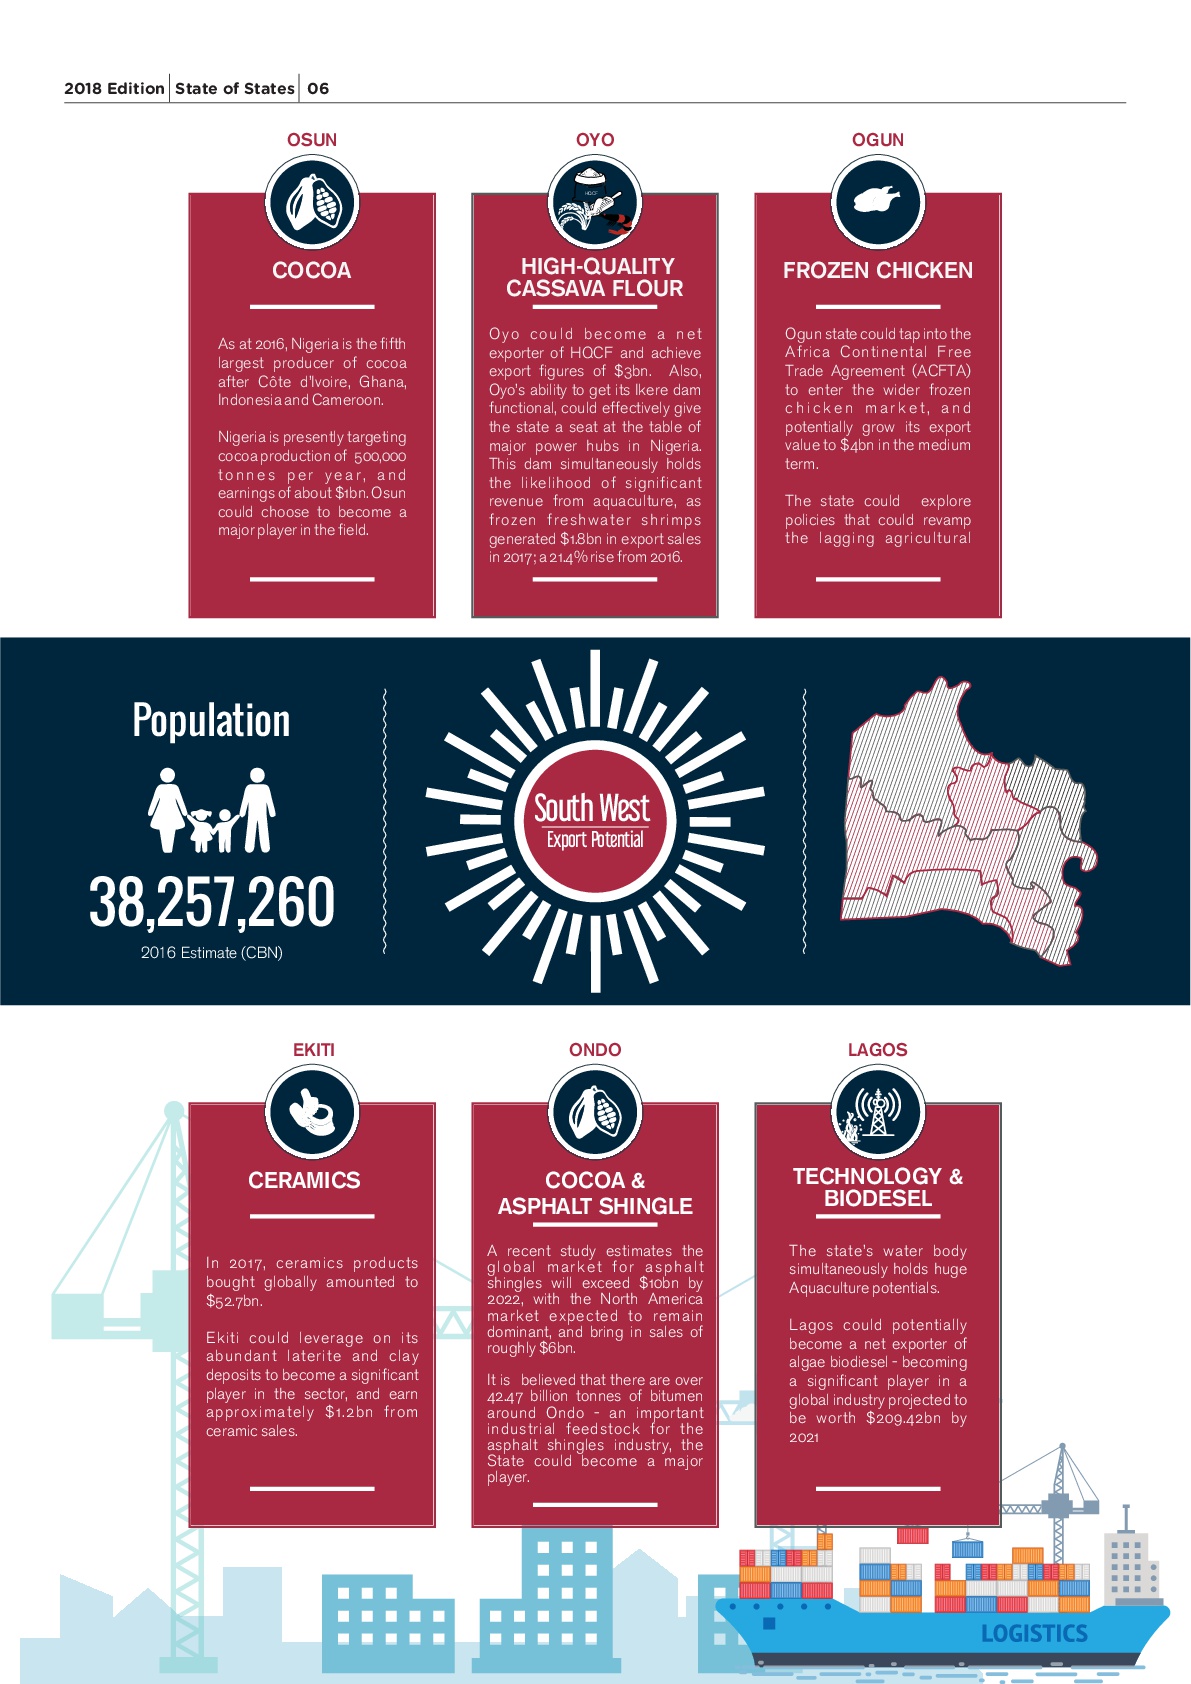 2018 Edition State of States 06
OSUN
COCOA
As at 2016, Nigeria is the fifth
largest producer of cocoa
after Côte d'Ivoire, Ghana,
Indonesia and Cameroon.
Nigeria is presently targeting
cocoa production of 500,000
tonnes per year, and
earnings of about $1bn. Osun
could choose to become a
major player in the field.
OYO
HQCF
HIGH-QUALITY
CASSAVA FLOUR
Oyo could become a net
exporter of HQCF and achieve
export figures of $3bn. Also,
Oyo's ability to get its Ikere dam
functional, could effectively give
the state a seat at the table of
major power hubs in Nigeria.
This dam simultaneously holds
the likelihood of significant
revenue from aquaculture, as
frozen freshwater shrimps
generated $1.8bn in export sales
in 2017; a 21.4% rise from 2016.
OGUN
FROZEN CHICKEN
Ogun state could tap into the
Africa Continental Free
Trade Agreement (ACFTA)
to enter the wider frozen
chicken market, and
potentially grow its export
value to $4bn in the medium
term.
The state could explore
policies that could revamp
the lagging agricultural
Population
38,257,260
2016 Estimate (CBN)
South West
Export Potential
EKITI
CERAMICS
In 2017, ceramics products
bought globally amounted to
$52.7bn.
Ekiti could leverage on its
abundant laterite and clay
deposits to become a significant
player in the sector, and earn
approximately $1.2bn from
ceramic sales.
ONDO
COCOA &
ASPHALT SHINGLE
A recent study estimates the
global market for asphalt
shingles will exceed $10bn by
2022, with the North America
market expected to remain
dominant, and bring in sales of
roughly $6bn.
It is believed that there are over
42.47 billion tonnes of bitumen
around Ondo - an important
industrial feedstock for the
asphalt shingles industry, the
State could become a major
player.
LAGOS
TECHNOLOGY &
BIODESEL
The state's water body
simultaneously holds huge
Aquaculture potentials.
Lagos could potentially
become a net exporter of
algae biodiesel - becoming
a significant player in a
global industry projected to
be worth $209.42bn by
2021
LOGISTICS